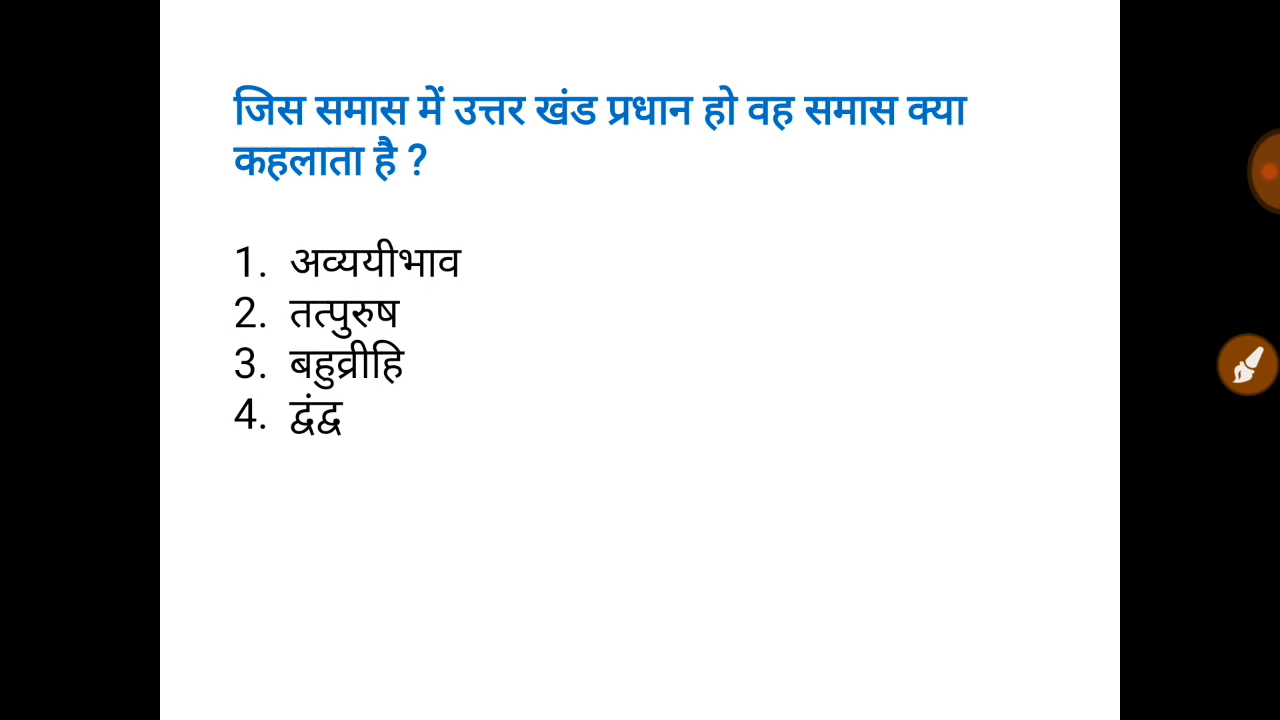 जिस समास में उत्तर खंड प्रधान हो वह समास क्या
कहलाता है ?
1. अव्ययीभाव
2. तत्पुरुष
3. बहुव्रीहि
4. द्वंद्व